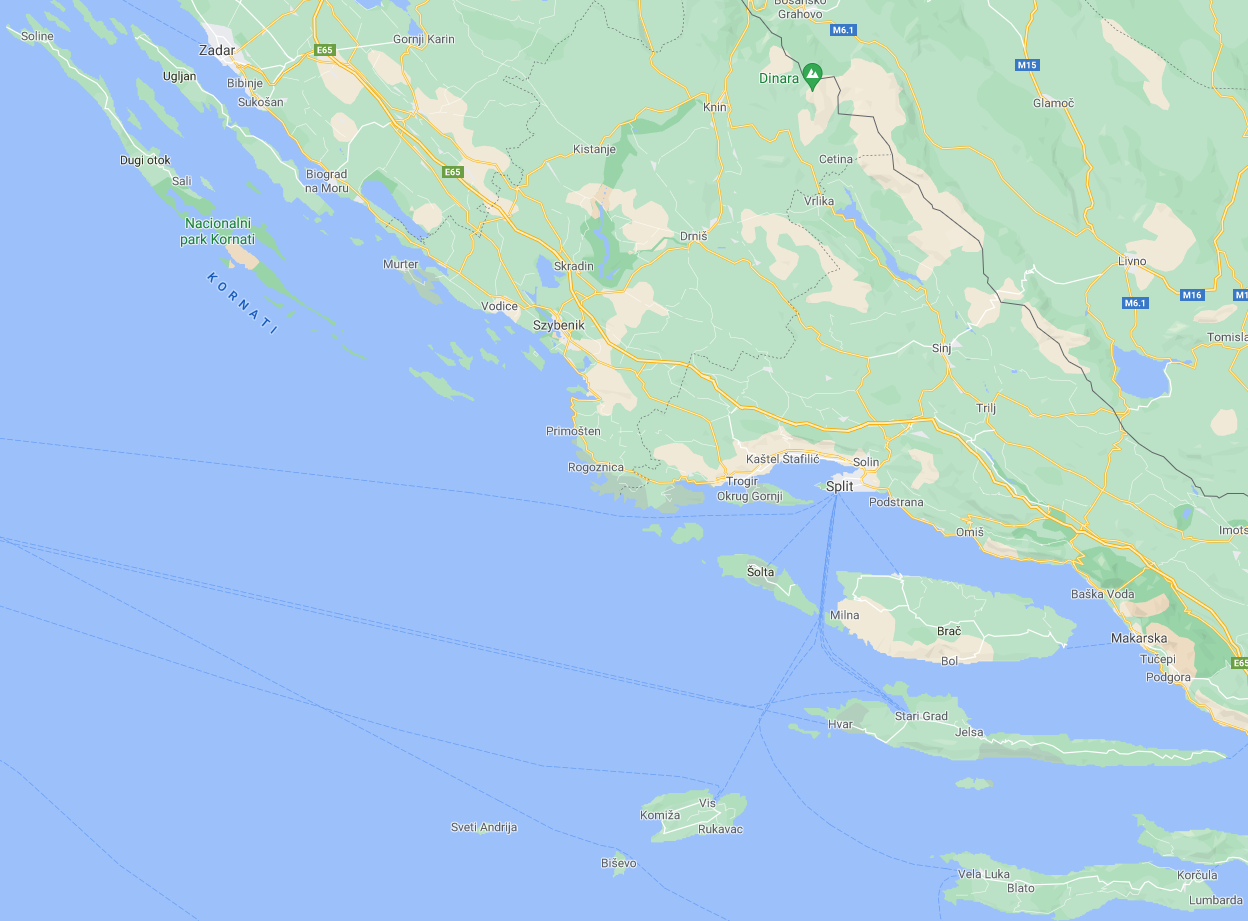 Bosansko
Grahovo
M6.1
Soline
Gornji Karin
Zadar
E65
M15
Ugljan
Dinara
Bibinje
Sukošan
Glamoč
Knin
Kistanje
Dugi otok
Cetina
E65
Biograd
na Moru
Sali
Vrlika
Nacionalni
park Kornati
Drniš
Murter
Skradin
Livno
KORNATI
M6.1
M16
M1
Vodice
Szybenik
Tomisla
Sinj
Trilj
Primošten
Kaštel Štafilić
Solin
Rogoznica
Trogir
Split
Okrug Gornji
Podstrana
Omiš
Imots
Šolta
Baška Voda
Milna
Brač
Makarska
Bol
Tučepi
E65
Podgora
Stari Grad
Hvar
Jelsa
Vis
Komiža
Sveti Andrija
Rukavac
Biševo
Vela Luka
Korčula
Blato
Lumbarda